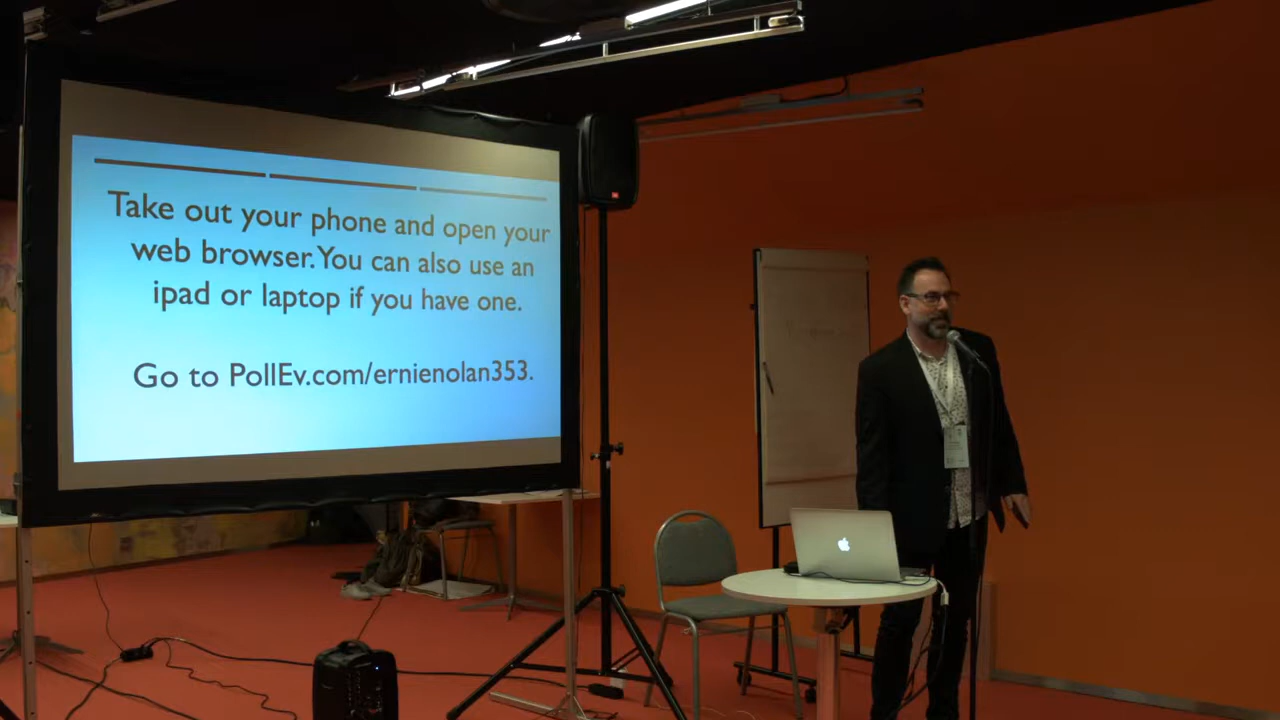 Take out your phone and open your
web browser. You can also use an
ipad or laptop if you have one.
Go to PollEv.com/ernienolan353.